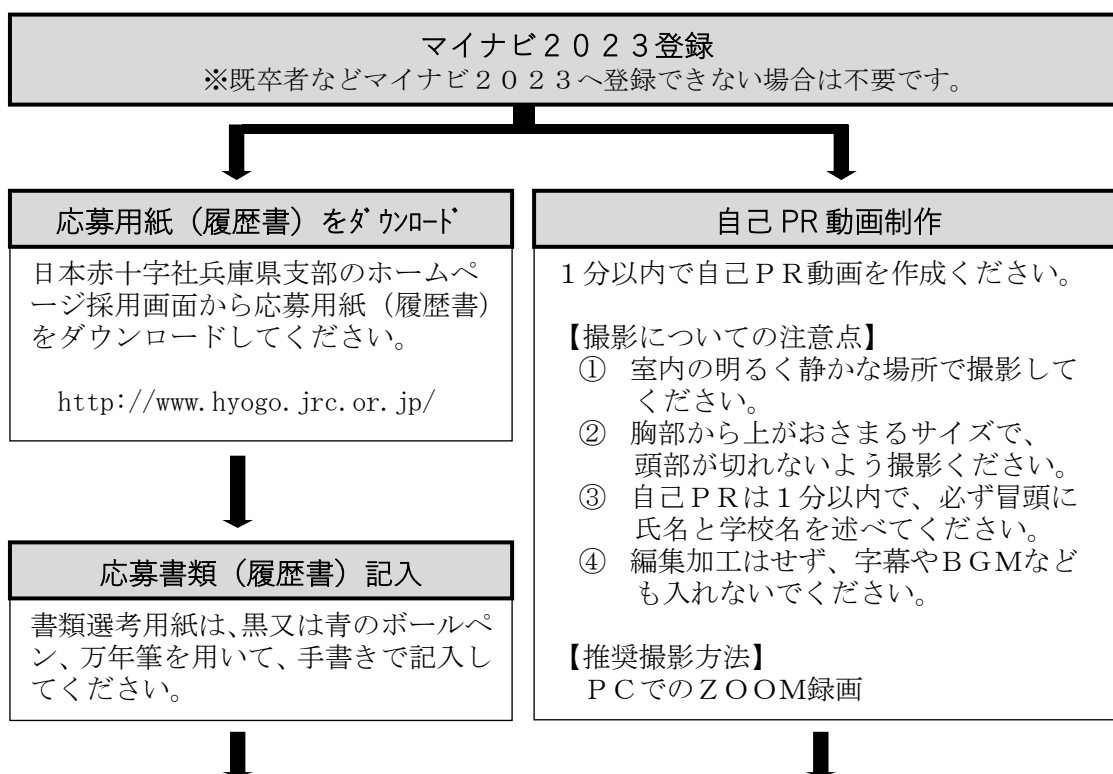 マイナビ２０２３登録
※既卒者などマイナビ２０２３へ登録できない場合は不要です。
応募用紙（履歴書）をﾀﾞｳﾝﾛｰﾄﾞ
日本赤十字社兵庫県支部のホームペ
ージ採用画面から応募用紙（履歴書）
をダウンロードしてください。
http://www.hyogo.jrc.or.jp/
応募書類（履歴書）記入
書類選考用紙は、黒又は青のボールペ
ン、万年筆を用いて、手書きで記入し
てください。
自己 PR 動画制作
１分以内で自己ＰＲ動画を作成ください。
【撮影についての注意点】
① 室内の明るく静かな場所で撮影して
ください。
② 胸部から上がおさまるサイズで、
頭部が切れないよう撮影ください。
③ 自己ＰＲは１分以内で、必ず冒頭に
氏名と学校名を述べてください。
④ 編集加工はせず、字幕やＢＧＭなど
も入れないでください。
【推奨撮影方法】
ＰＣでのＺＯＯＭ録画